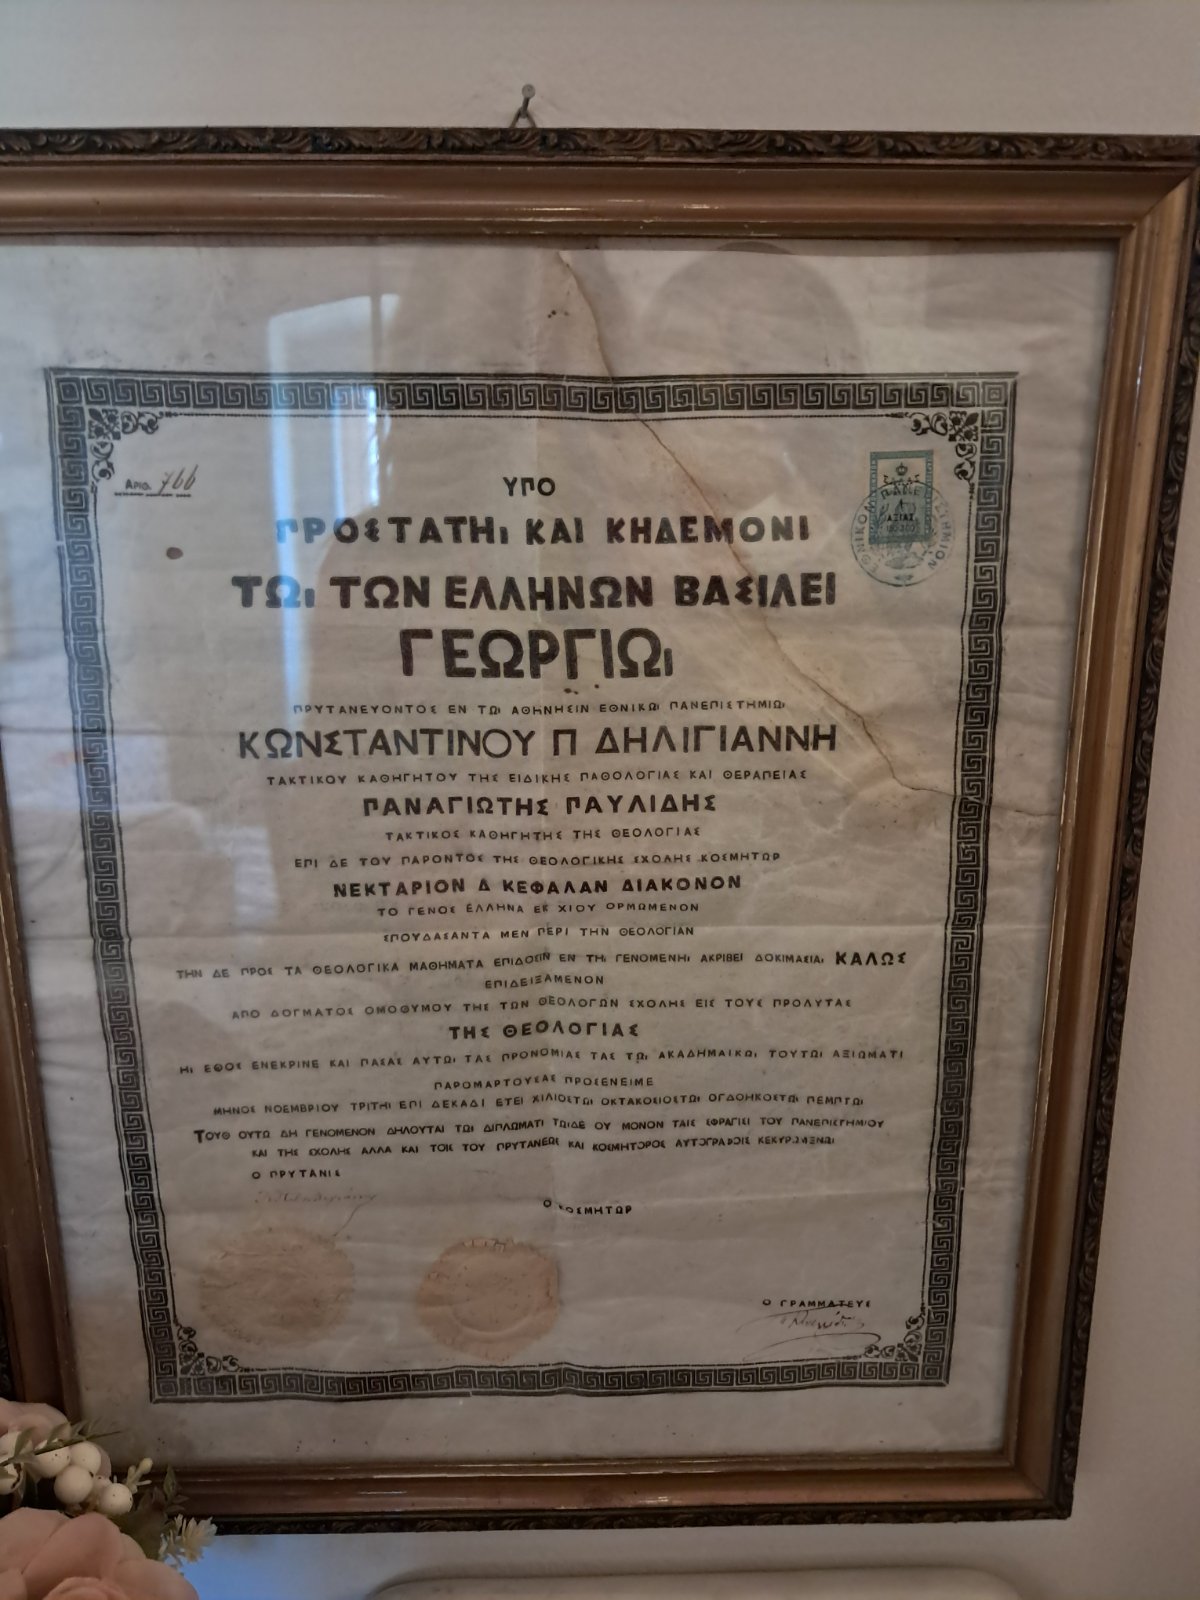 Αριθ. 766
ΕΛΛΑΣ
ΑΞΙΑΣ
ΕΘΝΙΚΟΝ ΠΑΝΕΠΙΣΤΗΜΙΟΝ
ΥΠΟ
ΠΡΟΣΤΑΤΗι ΚΑΙ ΚΗΔΕΜΟΝΙ
ΤΩι ΤΩΝ ΕΛΛΗΝΩΝ ΒΑΣΙΛΕΙ
ΓΕΩΡΓΙΩι
ΠΡΥΤΑΝΕΥΟΝΤΟΣ ΕΝ ΤΩι ΑΘΗΝΗΣΙΝ ΕΘΝΙΚΩι ΠΑΝΕΠΙΣΤΗΜΙΩι
ΚΩΝΣΤΑΝΤΙΝΟΥ Π ΔΗΛΙΓΙΑΝΝΗ
ΤΑΚΤΙΚΟΥ ΚΑΘΗΓΗΤΟΥ ΤΗΣ ΕΙΔΙΚΗΣ ΠΑΘΟΛΟΓΙΑΣ ΚΑΙ ΘΕΡΑΠΕΙΑΣ
ΠΑΝΑΓΙΩΤΗΣ ΠΑΥΛΙΔΗΣ
ΤΑΚΤΙΚΟΣ ΚΑΘΗΓΗΤΗΣ ΤΗΣ ΘΕΟΛΟΓΙΑΣ
ΕΠΙ ΔΕ ΤΟΥ ΠΑΡΟΝΤΟΣ ΤΗΣ ΘΕΟΛΟΓΙΚΗΣ ΣΧΟΛΗΣ ΚΟΣΜΗΤΩΡ
ΝΕΚΤΑΡΙΟΝ Δ ΚΕΦΑΛΑΝ ΔΙΑΚΟΝΟΝ
ΤΟ ΓΕΝΟΣ ΕΛΛΗΝΑ ΕΚ ΧΙΟΥ ΟΡΜΩΜΕΝΟΝ
ΣΠΟΥΔΑΣΑΝΤΑ ΜΕΝ ΠΕΡΙ ΤΗΝ ΘΕΟΛΟΓΙΑΝ
ΤΗΝ ΔΕ ΠΡΟΣ ΤΑ ΘΕΟΛΟΓΙΚΑ ΜΑΘΗΜΑΤΑ ΕΠΙΔΟΣΙΝ ΕΝ ΤΗι ΓΕΝΟΜΕΝΗι ΑΚΡΙΒΕΙ ΔΟΚΙΜΑΣΙΑι ΚΑΛΩΣ
ΕΠΙΔΕΙΞΑΜΕΝΟΝ
ΑΠΟ ΔΟΓΜΑΤΟΣ ΟΜΟΘΥΜΟΥ ΤΗΣ ΤΩΝ ΘΕΟΛΟΓΩΝ ΣΧΟΛΗΣ ΕΙΣ ΤΟΥΣ ΠΡΟΛΥΤΑΣ
ΤΗΣ ΘΕΟΛΟΓΙΑΣ
Ηι ΕΘΟΣ ΕΝΕΚΡΙΝΕ ΚΑΙ ΠΑΣΑΣ ΑΥΤΩι ΤΑΣ ΠΡΟΝΟΜΙΑΣ ΤΑΣ ΤΩι ΑΚΑΔΗΜΑΙΚΩι ΤΟΥΤΩι ΑΞΙΩΜΑΤΙ
ΠΑΡΟΜΑΡΤΟΥΣΑΣ ΠΡΟΣΕΝΕΙΜΕ
ΜΗΝΟΣ ΝΟΕΜΒΡΙΟΥ ΤΡΙΤΗι ΕΠΙ ΔΕΚΑΔΙ ΕΤΕΙ ΧΙΛΙΟΣΤΩι ΟΚΤΑΚΟΣΙΟΣΤΩι ΟΓΔΟΗΚΟΣΤΩι ΠΕΜΠΤΩι
ΤΟΥΘ ΟΥΤΩ ΔΗ ΓΕΝΟΜΕΝΟΝ ΔΗΛΟΥΤΑΙ ΤΩι ΔΙΠΛΩΜΑΤΙ ΤΩιΔΕ ΟΥ ΜΟΝΟΝ ΤΑΙΣ ΣΦΡΑΓΙΣΙ ΤΟΥ ΠΑΝΕΠΙΣΤΗΜΙΟΥ
ΚΑΙ ΤΗΣ ΣΧΟΛΗΣ ΑΛΛΑ ΚΑΙ ΤΟΙΣ ΤΟΥ ΠΡΥΤΑΝΕΩΣ ΚΑΙ ΚΟΣΜΗΤΟΡΟΣ ΑΥΤΟΓΡΑΦΟΙΣ ΚΕΚΥΡΩΜΕΝΩι
Ο ΠΡΥΤΑΝΙΣ
Ο ΚΟΣΜΗΤΩΡ
Ο ΓΡΑΜΜΑΤΕΥΣ